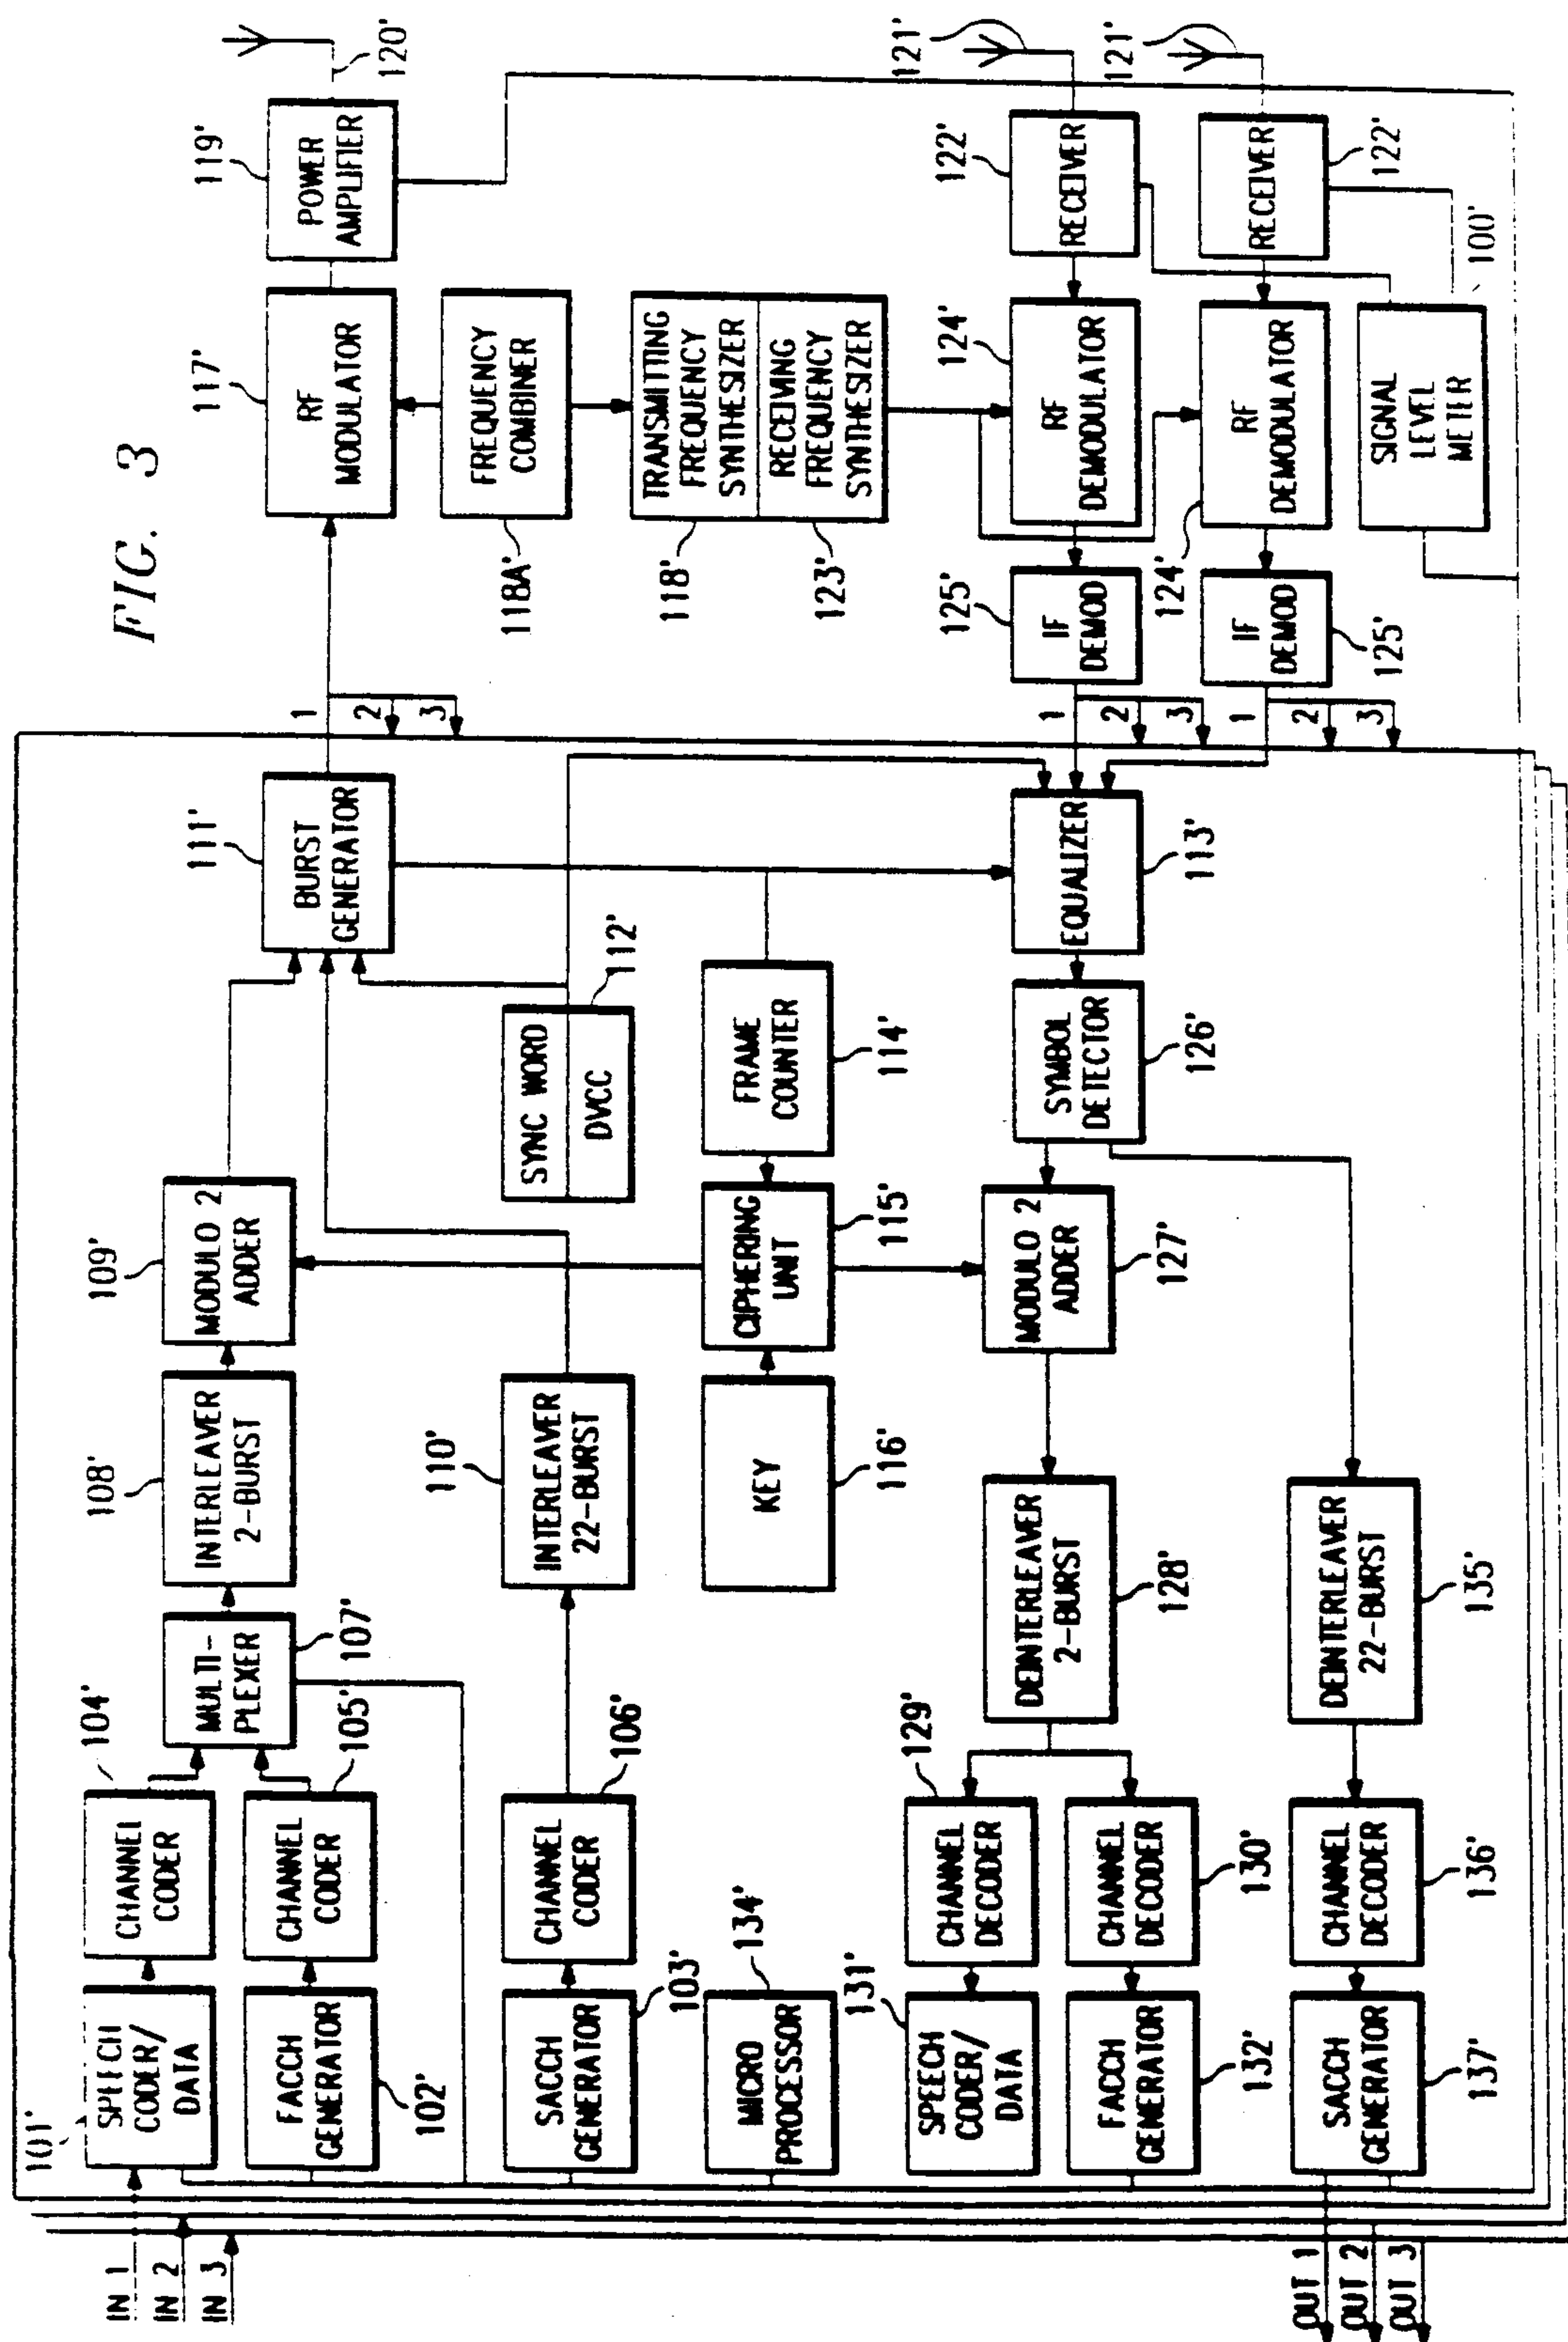 FIG. 3
101'
SPEECH
CODER/
DATA
104'
CHANNEL
CODER
MULTI-
PLEXER
107'
108'
INTERLEAVER
2-BURST
109'
MODULO 2
ADDER
111'
BURST
GENERATOR
1
2
3
117'
RF
MODULATOR
119'
POWER
AMPLIFIER
120'
FACCH
GENERATOR
102'
CHANNEL
CODER
105'
118A'
FREQUENCY
COMBINER
SACCH
GENERATOR
103'
CHANNEL
CODER
106'
110'
INTERLEAVER
22-BURST
SYNC WORD
DVCC
112'
118'
TRANSMITTING
FREQUENCY
SYNTHESIZER
123'
RECEIVING
FREQUENCY
SYNTHESIZER
MICRO
PROCESSOR
134'
KEY
116'
CIPHERING
UNIT
115'
FRAME
COUNTER
114'
131'
SPEECH
CODER/
DATA
129'
CHANNEL
DECODER
DEINTERLEAVER
2-BURST
128'
MODULO 2
ADDER
127'
SYMBOL
DETECTOR
126'
EQUALIZER
113'
1
2
3
125'
IF
DEMOD
124'
RF
DEMODULATOR
122'
RECEIVER
121'
FACCH
GENERATOR
132'
CHANNEL
DECODER
130'
1
2
3
IF
DEMOD
125'
124'
RF
DEMODULATOR
RECEIVER
122'
121'
SACCH
GENERATOR
137'
CHANNEL
DECODER
136'
DEINTERLEAVER
22-BURST
135'
SIGNAL
LEVEL
METER
100'
IN 1
IN 2
IN 3
OUT 1
OUT 2
OUT 3